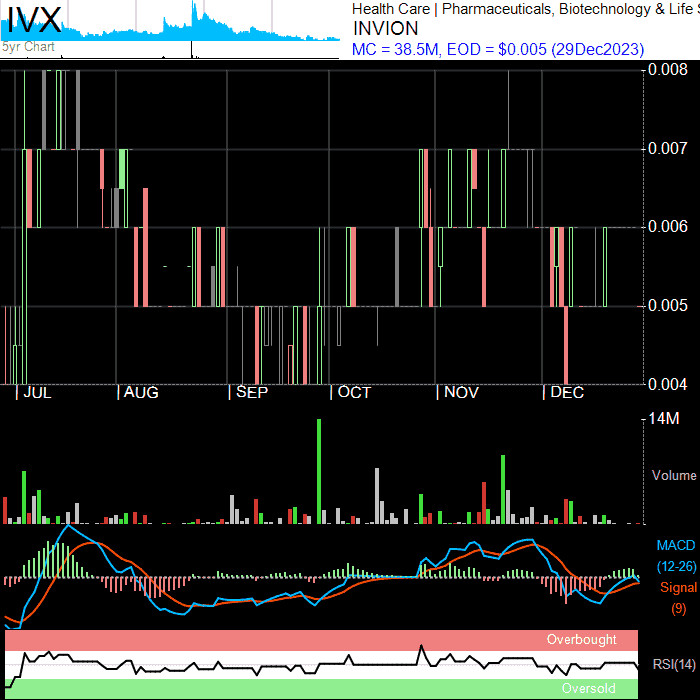 IVX
5yr Chart
Health Care | Pharmaceuticals, Biotechnology & Life S
INVION
MC = 38.5M, EOD = $0.005 (29Dec2023)
0.008
0.007
0.006
0.005
0.004
| JUL | AUG | SEP | OCT | NOV | DEC
14M
Volume
MACD
(12-26)
Signal
(9)
Overbought
RSI(14)
Oversold